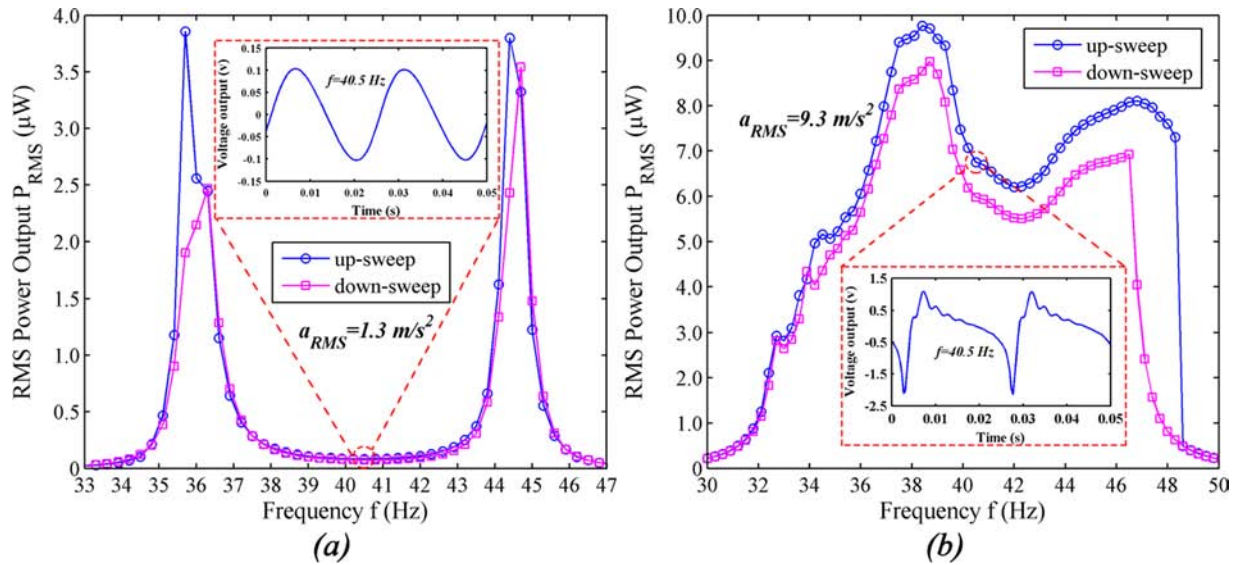 RMS Power Output P_RMS (µW)
4.0
3.5
3.0
2.5
2.0
1.5
1.0
0.5
0
33 34 35 36 37 38 39 40 41 42 43 44 45 46 47
Frequency f (Hz)
(a)
Voltage output (v)
0.15
0.1
0.05
0
-0.05
-0.1
-0.15
f=40.5 Hz
0 0.01 0.02 0.03 0.04 0.05
Time (s)
up-sweep
down-sweep
a_RMS=1.3 m/s²
RMS Power Output P_RMS (µW)
10.0
9.0
8.0
7.0
6.0
5.0
4.0
3.0
2.0
1.0
0
30 32 34 36 38 40 42 44 46 48 50
Frequency f (Hz)
(b)
up-sweep
down-sweep
a_RMS=9.3 m/s²
Voltage output (v)
1.5
0.5
-0.5
-1.5
-2.5
f=40.5 Hz
0 0.01 0.02 0.03 0.04 0.05
Time (s)